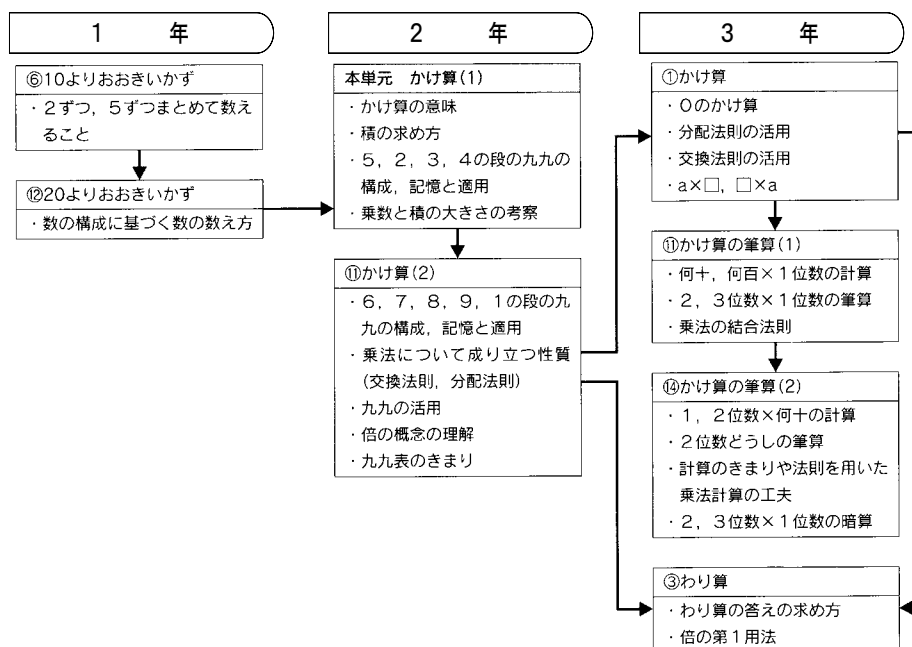 1 年
⑥10よりおおきいかず
・2ずつ，5ずつまとめて数え
ること
⑫20よりおおきいかず
・数の構成に基づく数の数え方
2 年
本単元 かけ算(1)
・かけ算の意味
・積の求め方
・5，2，3，4の段の九九の
構成，記憶と適用
・乗数と積の大きさの考察
⑪かけ算(2)
・6，7，8，9，1の段の九
九の構成，記憶と適用
・乗法について成り立つ性質
(交換法則，分配法則)
・九九の活用
・倍の概念の理解
・九九表のきまり
3 年
①かけ算
・0のかけ算
・分配法則の活用
・交換法則の活用
・a×□，□×a
⑪かけ算の筆算(1)
・何十，何百×1位数の計算
・2，3位数×1位数の筆算
・乗法の結合法則
⑭かけ算の筆算(2)
・1，2位数×何十の計算
・2位数どうしの筆算
・計算のきまりや法則を用いた
乗法計算の工夫
・2，3位数×1位数の暗算
③わり算
・わり算の答えの求め方
・倍の第1用法